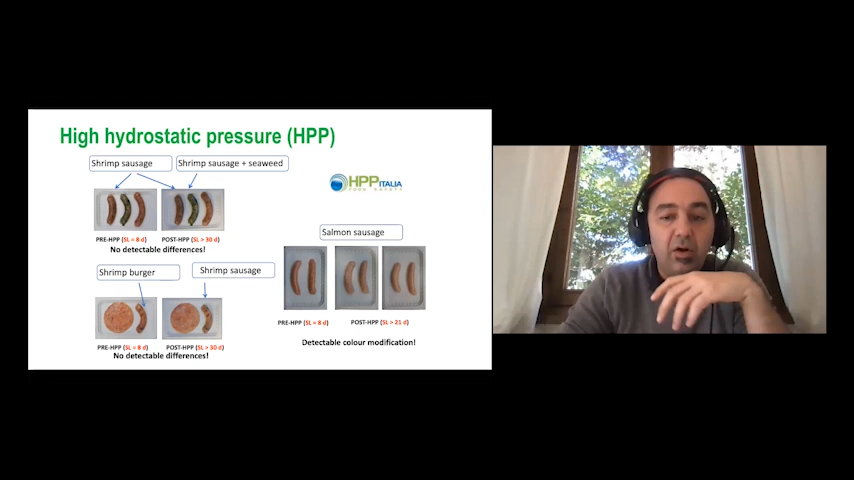 High hydrostatic pressure (HPP)
Shrimp sausage
Shrimp sausage + seaweed
HPP ITALIA
FOOD SAFETY
PRE-HPP (SL = 8 d)
POST-HPP (SL > 30 d)
No detectable differences!
Salmon sausage
Shrimp burger
Shrimp sausage
PRE-HPP (SL = 8 d)
POST-HPP (SL > 21 d)
Detectable colour modification!
PRE-HPP (SL = 8 d)
POST-HPP (SL > 30 d)
No detectable differences!